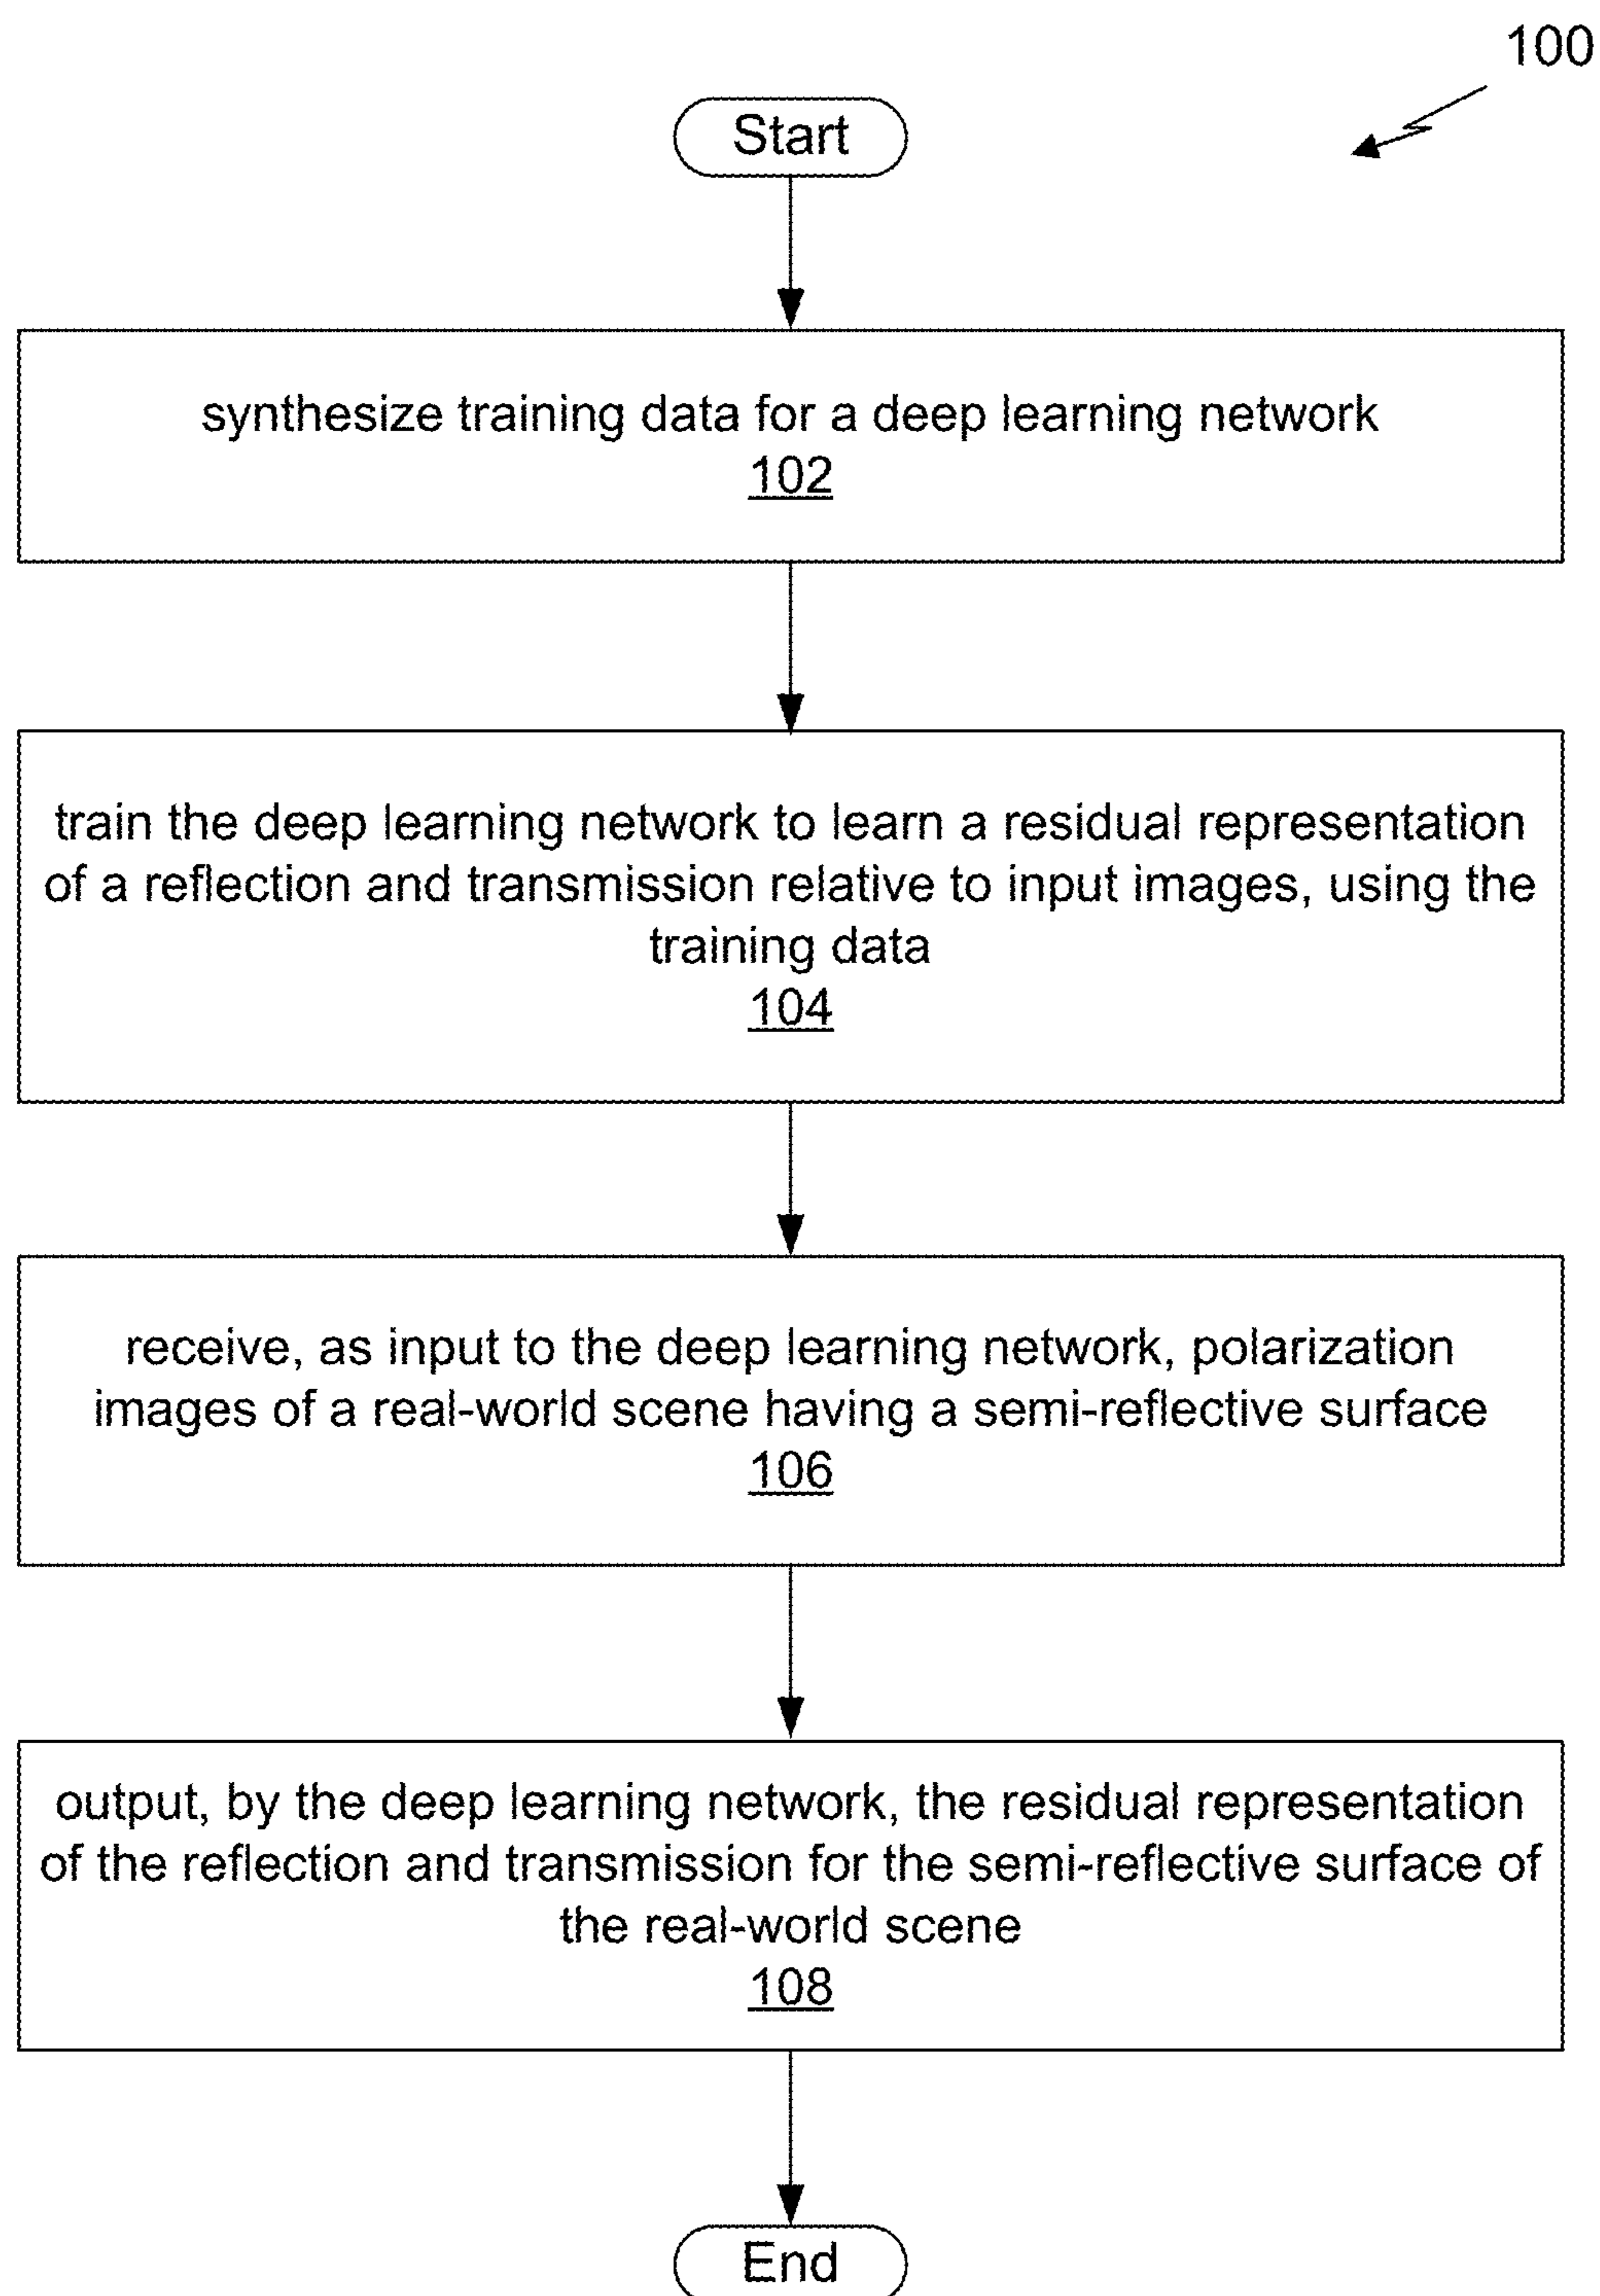 100
Start
synthesize training data for a deep learning network
102
train the deep learning network to learn a residual representation
of a reflection and transmission relative to input images, using the
training data
104
receive, as input to the deep learning network, polarization
images of a real-world scene having a semi-reflective surface
106
output, by the deep learning network, the residual representation
of the reflection and transmission for the semi-reflective surface of
the real-world scene
108
End